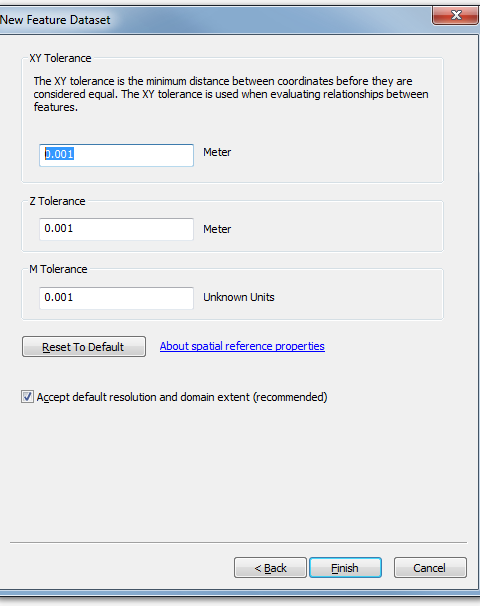 New Feature Dataset
XY Tolerance
The XY tolerance is the minimum distance between coordinates before they are
considered equal. The XY tolerance is used when evaluating relationships between
features.
0.001 Meter
Z Tolerance
0.001 Meter
M Tolerance
0.001 Unknown Units
Reset To Default About spatial reference properties
Accept default resolution and domain extent (recommended)
< Back Finish Cancel